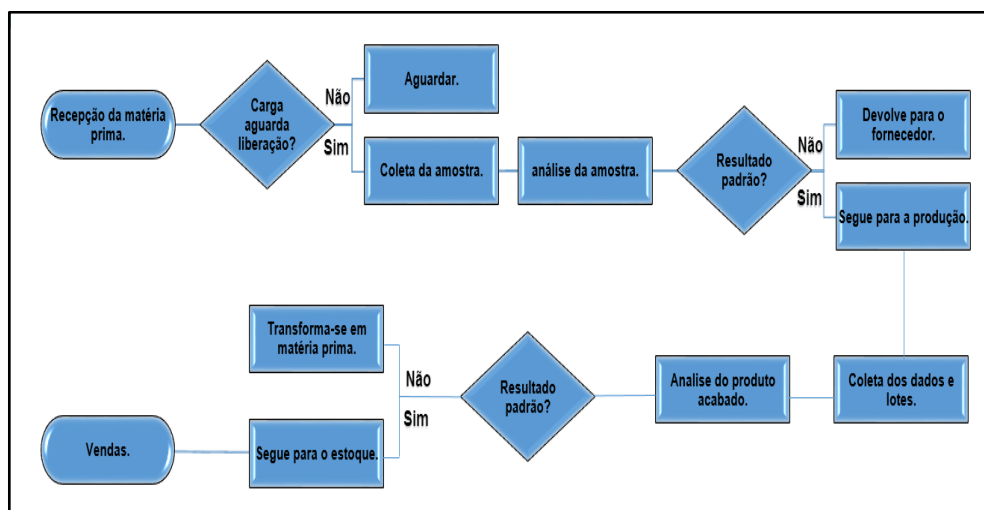 Recepção da matéria
prima.
Carga
aguarda
liberação?
Não
Sim
Aguardar.
Coleta da amostra.
análise da amostra.
Resultado
padrão?
Não
Sim
Devolve para o
fornecedor.
Segue para a produção.
Coleta dos dados e
lotes.
Analise do produto
acabado.
Resultado
padrão?
Não
Sim
Transforma-se em
matéria prima.
Segue para o estoque.
Vendas.